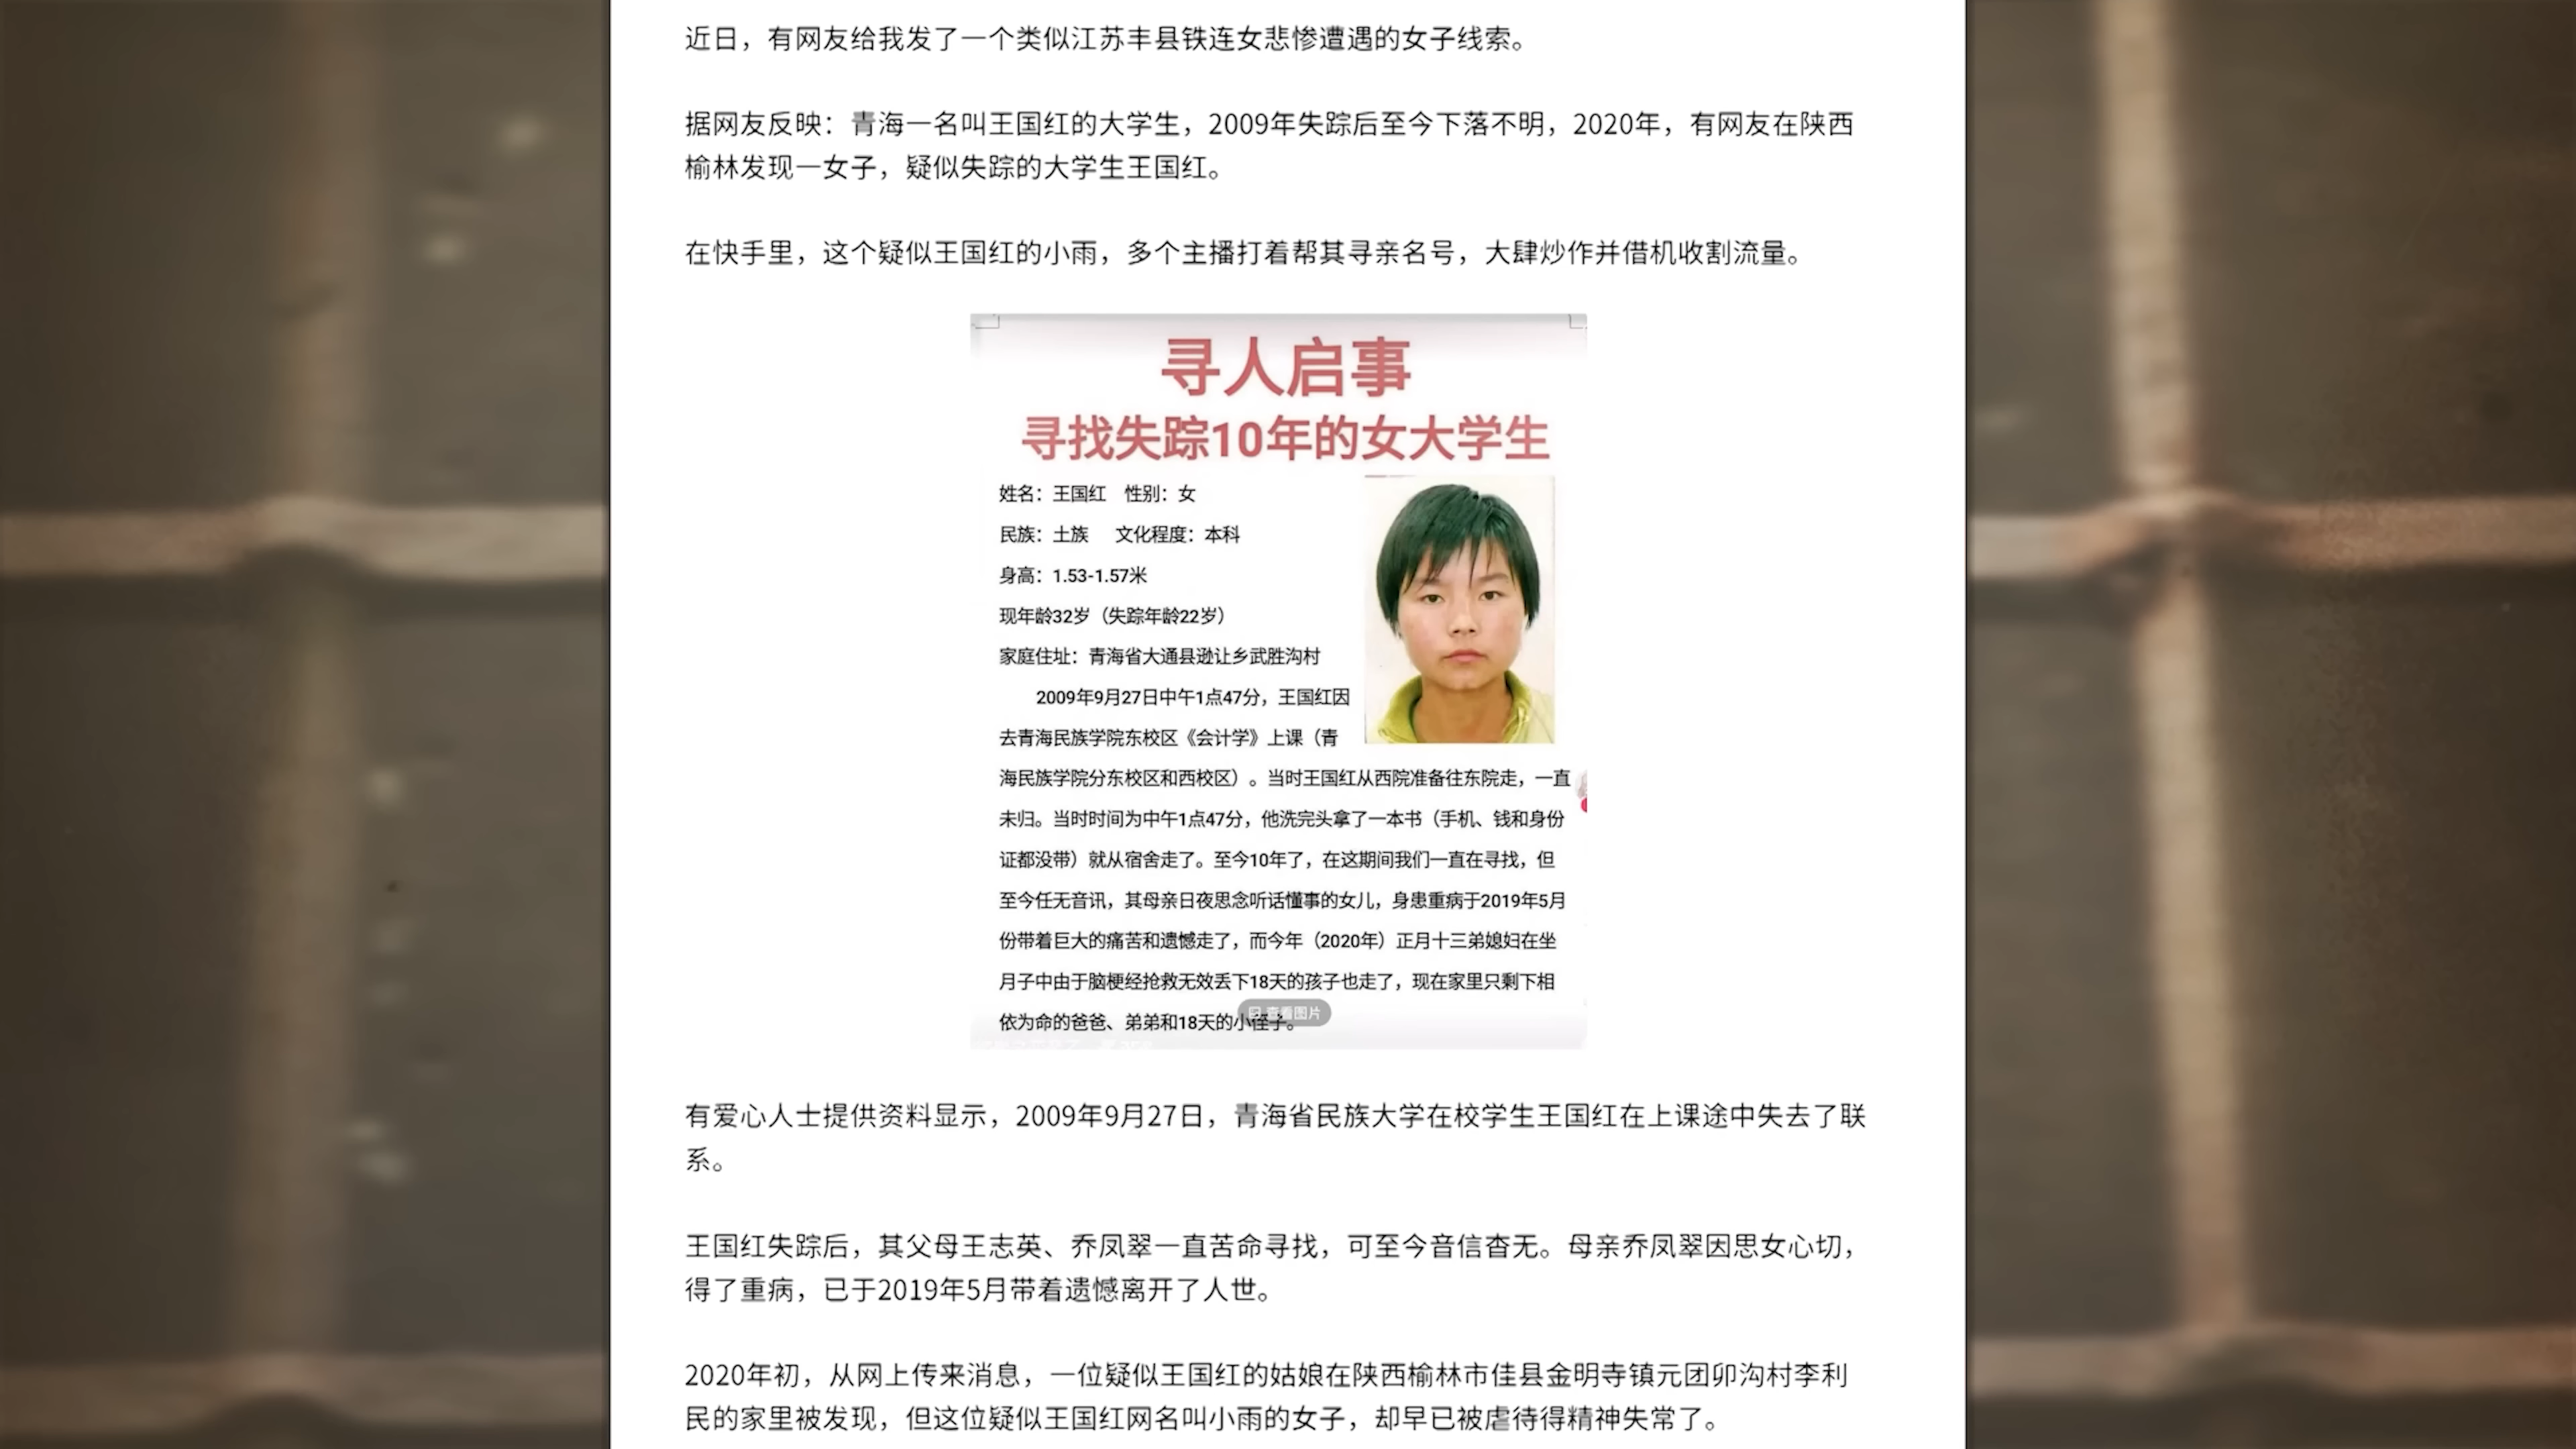 近日，有网友给我发了一个类似江苏丰县铁连女悲惨遭遇的女子线索。
据网友反映：青海一名叫王国红的大学生，2009年失踪后至今下落不明，2020年，有网友在陕西
榆林发现一女子，疑似失踪的大学生王国红。
在快手里，这个疑似王国红的小雨，多个主播打着帮其寻亲名号，大肆炒作并借机收割流量。
寻人启事
寻找失踪10年的女大学生
姓名：王国红　性别：女
民族：土族　文化程度：本科
身高：1.53-1.57米
现年龄32岁（失踪年龄22岁）
家庭住址：青海省大通县逊让乡武胜沟村
2009年9月27日中午1点47分，王国红因
去青海民族学院东校区《会计学》上课（青
海民族学院分东校区和西校区）。当时王国红从西院准备往东院走，一直
未归。当时时间为中午1点47分，他洗完头拿了一本书（手机、钱和身份
证都没带）就从宿舍走了。至今10年了，在这期间我们一直在寻找，但
至今任无音讯，其母亲日夜思念听话懂事的女儿，身患重病于2019年5月
份带着巨大的痛苦和遗憾走了，而今年（2020年）正月十三弟媳妇在坐
月子中由于脑梗经抢救无效丢下18天的孩子也走了，现在家里只剩下相
依为命的爸爸、弟弟和18天的小侄子。
查看图片
有爱心人士提供资料显示，2009年9月27日，青海省民族大学在校学生王国红在上课途中失去了联
系。
王国红失踪后，其父母王志英、乔凤翠一直苦命寻找，可至今音信杳无。母亲乔凤翠因思女心切，
得了重病，已于2019年5月带着遗憾离开了人世。
2020年初，从网上传来消息，一位疑似王国红的姑娘在陕西榆林市佳县金明寺镇元团卯沟村李利
民的家里被发现，但这位疑似王国红网名叫小雨的女子，却早已被虐待得精神失常了。